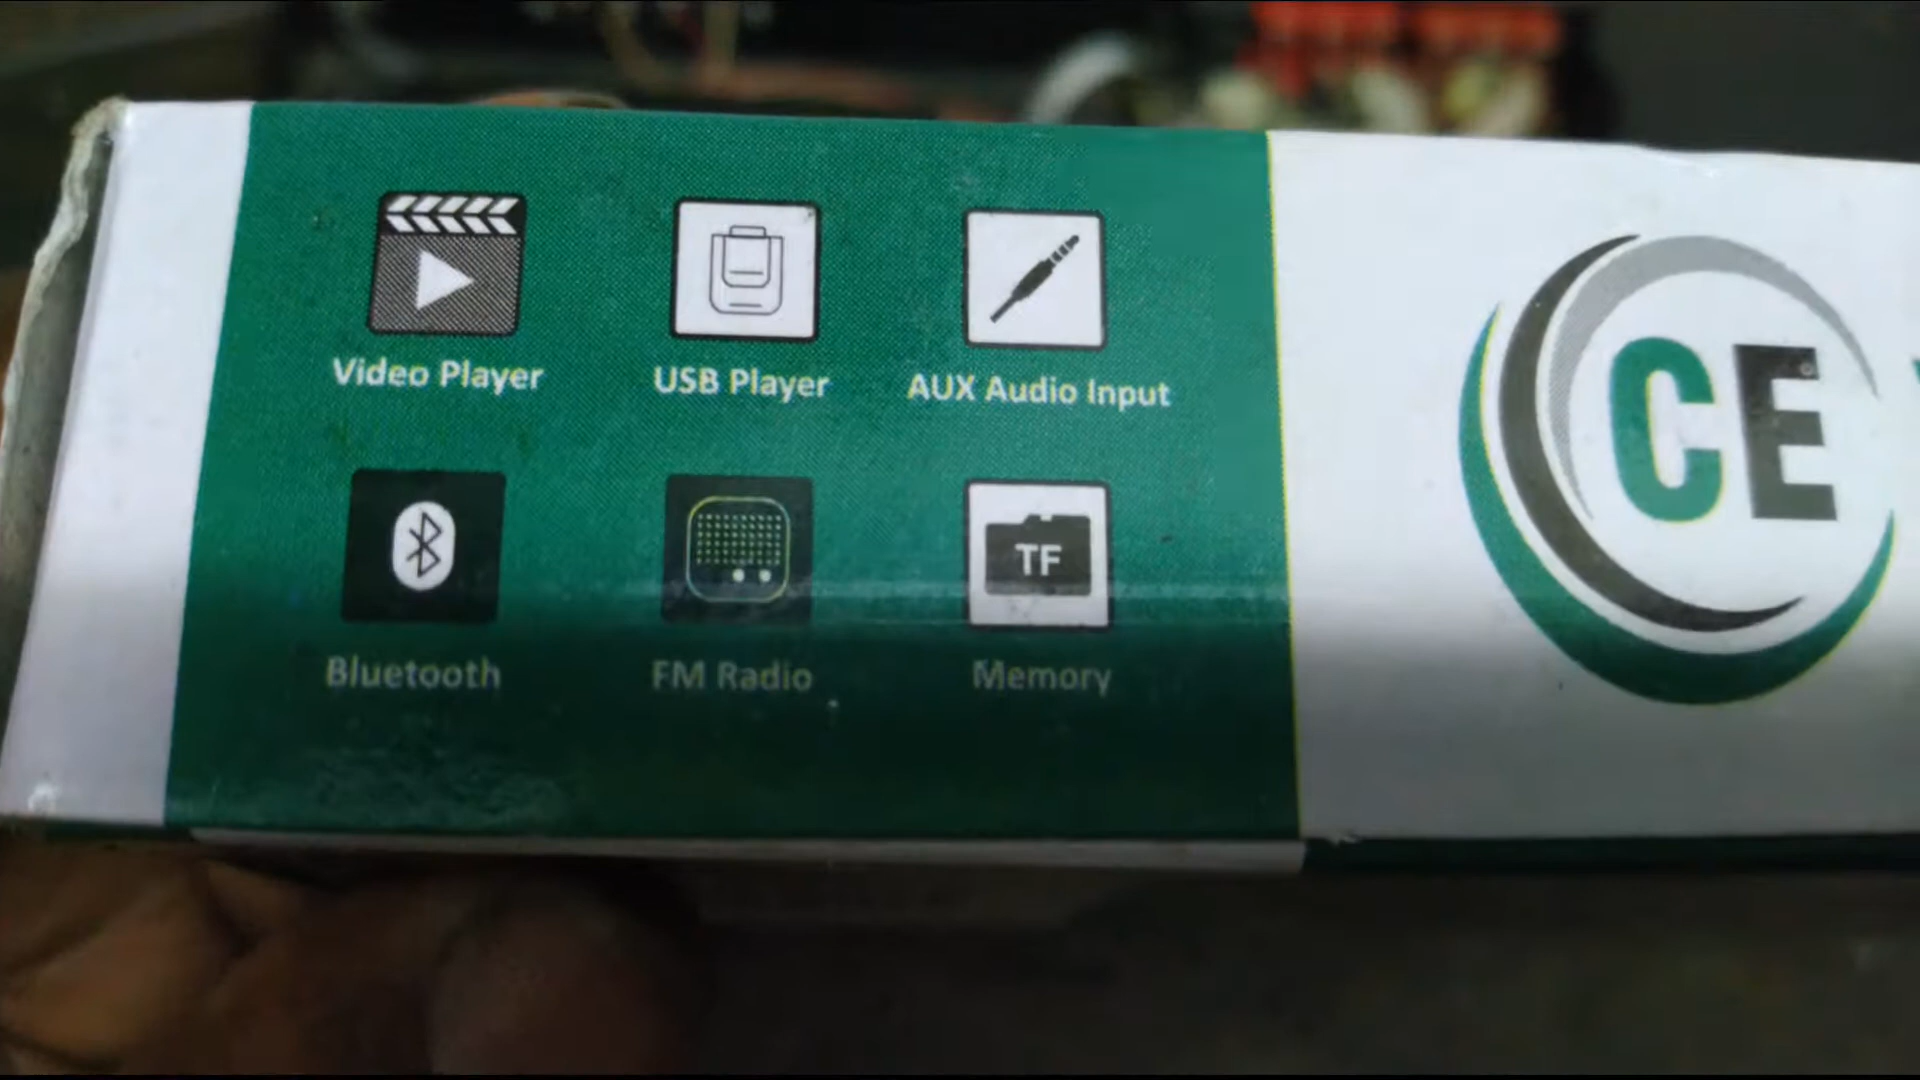 Video Player
USB Player
AUX Audio Input
TF
Bluetooth
FM Radio
Memory
CE